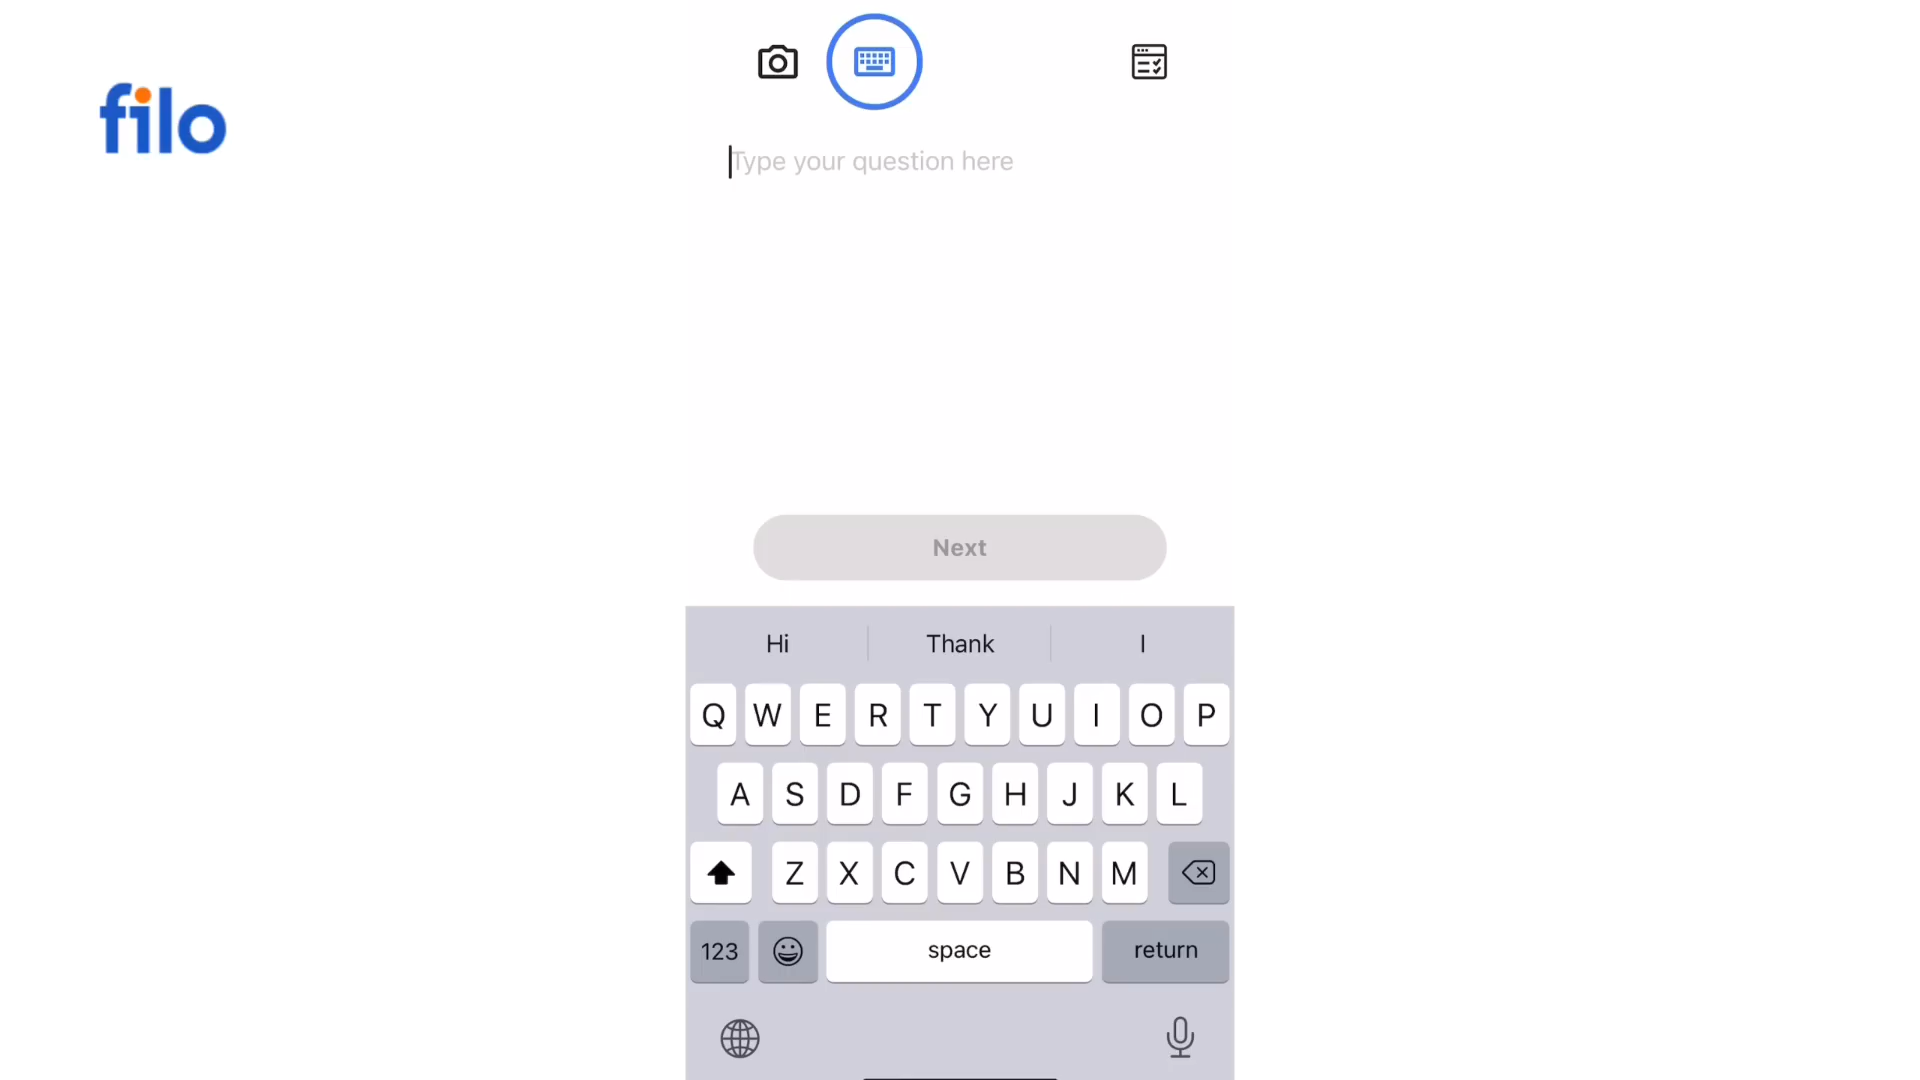 filo
Type your question here
Next
Hi Thank I
Q W E R T Y U I O P
A S D F G H J K L
Z X C V B N M
123 space return